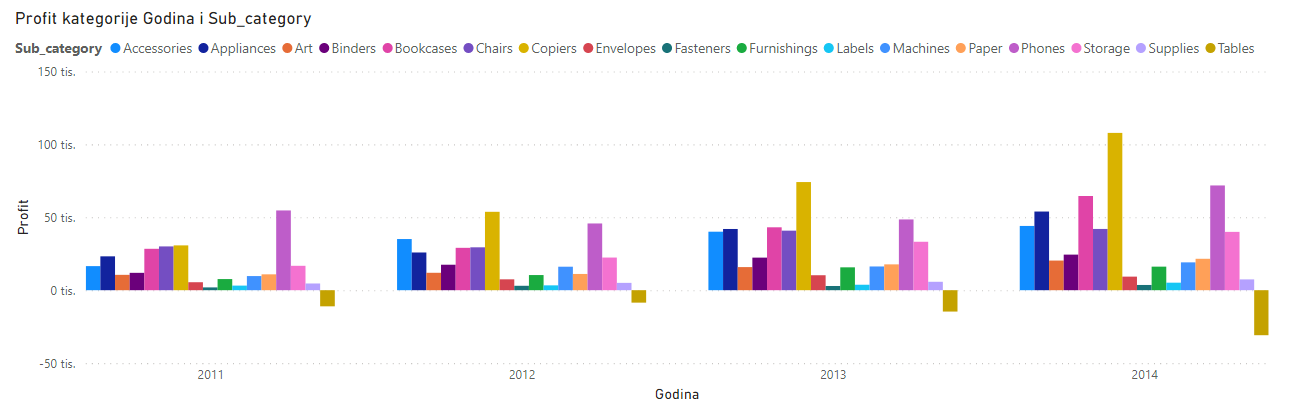 Profit kategorije Godina i Sub_category
Sub_category Accessories Appliances Art Binders Bookcases Chairs Copiers Envelopes Fasteners Furnishings Labels Machines Paper Phones Storage Supplies Tables
150 tis.
100 tis.
50 tis.
0 tis.
-50 tis.
Profit
2011 2012 2013 2014
Godina